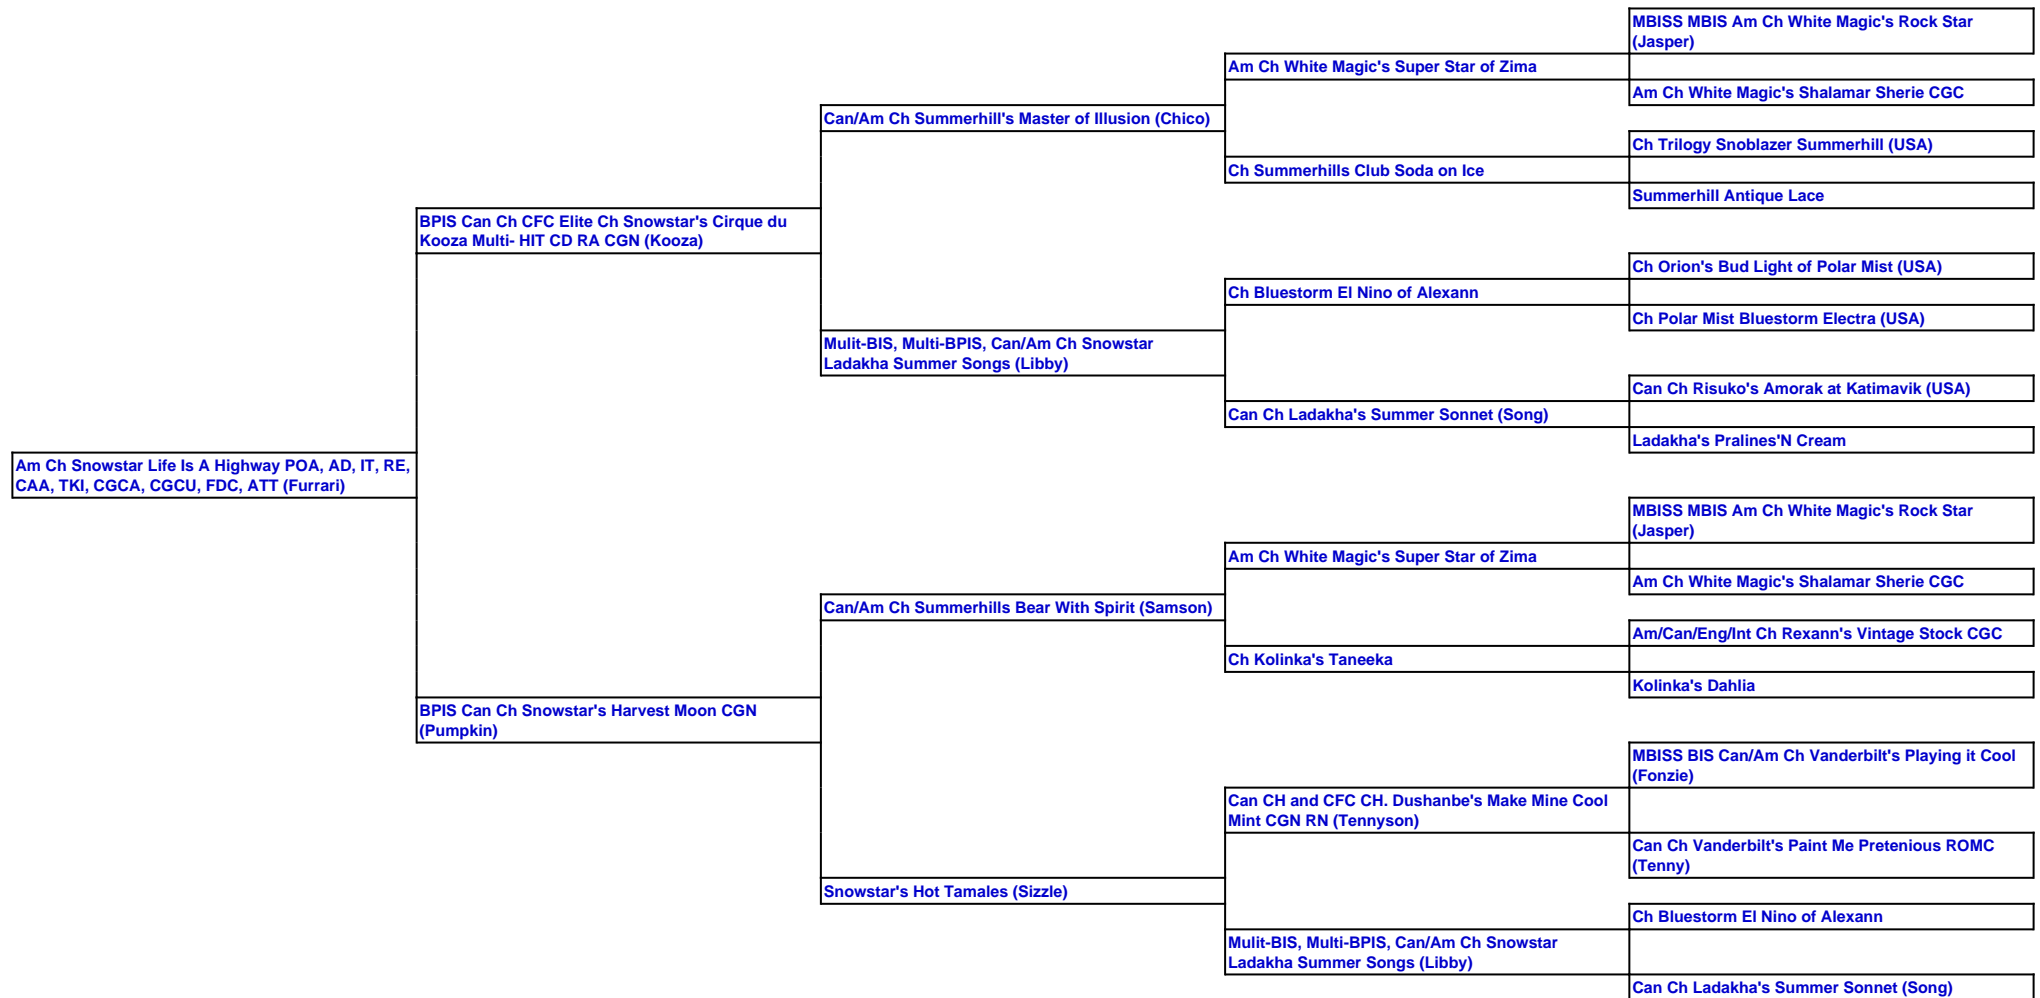 MBISS MBIS Am Ch White Magic's Rock Star
(Jasper)
Am Ch White Magic's Super Star of Zima
Am Ch White Magic's Shalamar Sherie CGC
Can/Am Ch Summerhill's Master of Illusion (Chico)
Ch Trilogy Snoblazer Summerhill (USA)
Ch Summerhills Club Soda on Ice
Summerhill Antique Lace
BPIS Can Ch CFC Elite Ch Snowstar's Cirque du
Kooza Multi- HIT CD RA CGN (Kooza)
Ch Orion's Bud Light of Polar Mist (USA)
Ch Bluestorm El Nino of Alexann
Ch Polar Mist Bluestorm Electra (USA)
Mulit-BIS, Multi-BPIS, Can/Am Ch Snowstar
Ladakha Summer Songs (Libby)
Can Ch Risuko's Amorak at Katimavik (USA)
Can Ch Ladakha's Summer Sonnet (Song)
Ladakha's Pralines'N Cream
Am Ch Snowstar Life Is A Highway POA, AD, IT, RE,
CAA, TKI, CGCA, CGCU, FDC, ATT (Furrari)
MBISS MBIS Am Ch White Magic's Rock Star
(Jasper)
Am Ch White Magic's Super Star of Zima
Am Ch White Magic's Shalamar Sherie CGC
Can/Am Ch Summerhills Bear With Spirit (Samson)
Am/Can/Eng/Int Ch Rexann's Vintage Stock CGC
Ch Kolinka's Taneeka
Kolinka's Dahlia
BPIS Can Ch Snowstar's Harvest Moon CGN
(Pumpkin)
MBISS BIS Can/Am Ch Vanderbilt's Playing it Cool
(Fonzie)
Can CH and CFC CH. Dushanbe's Make Mine Cool
Mint CGN RN (Tennyson)
Can Ch Vanderbilt's Paint Me Pretenious ROMC
(Tenny)
Snowstar's Hot Tamales (Sizzle)
Ch Bluestorm El Nino of Alexann
Mulit-BIS, Multi-BPIS, Can/Am Ch Snowstar
Ladakha Summer Songs (Libby)
Can Ch Ladakha's Summer Sonnet (Song)